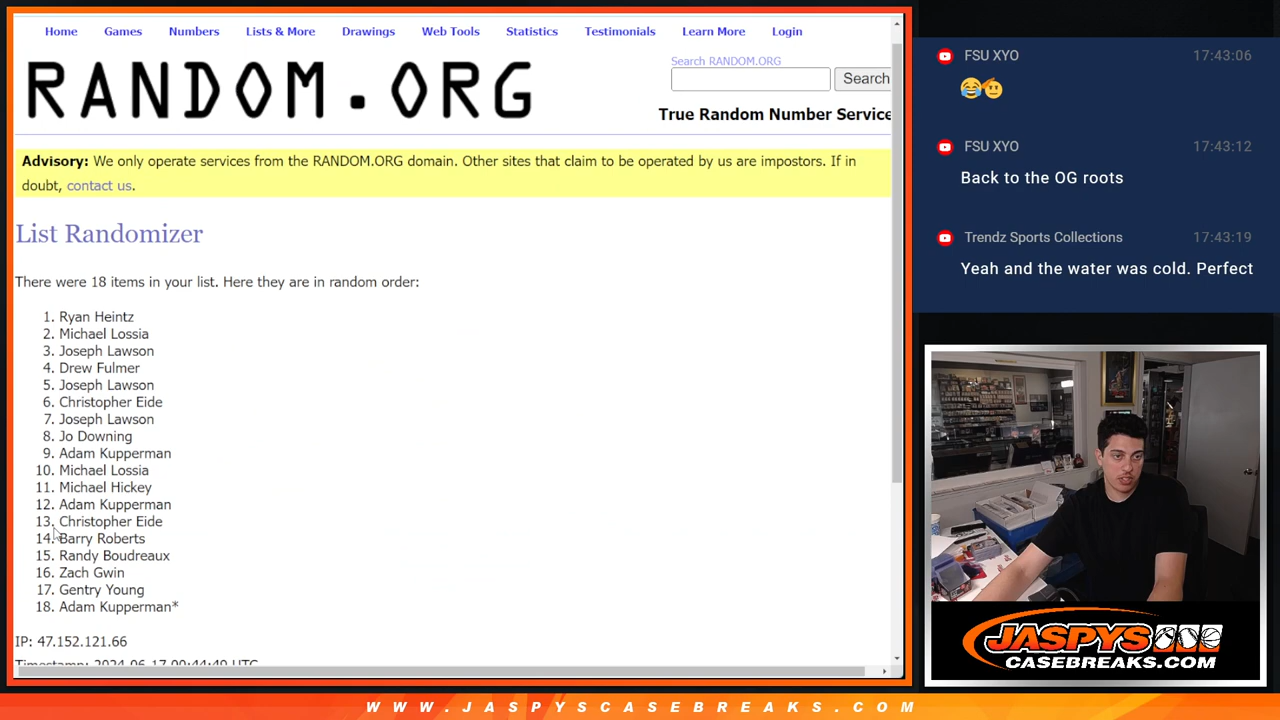 Home Games Numbers Lists & More Drawings Web Tools Statistics Testimonials Learn More Login
RANDOM.ORG
Search RANDOM.ORG
Search
True Random Number Service
Advisory: We only operate services from the RANDOM.ORG domain. Other sites that claim to be operated by us are impostors. If in
doubt, contact us.
List Randomizer
There were 18 items in your list. Here they are in random order:
1. Ryan Heintz
2. Michael Lossia
3. Joseph Lawson
4. Drew Fulmer
5. Joseph Lawson
6. Christopher Eide
7. Joseph Lawson
8. Jo Downing
9. Adam Kupperman
10. Michael Lossia
11. Michael Hickey
12. Adam Kupperman
13. Christopher Eide
14. Barry Roberts
15. Randy Boudreaux
16. Zach Gwin
17. Gentry Young
18. Adam Kupperman*
IP: 47.152.121.66
Timestamp: 2024-06-17 00:44:49 UTC
FSU XYO 17:43:06
😂🫡
FSU XYO 17:43:12
Back to the OG roots
Trendz Sports Collections 17:43:19
Yeah and the water was cold. Perfect
JASPYS
CASEBREAKS.COM
WWW.JASPYSCASEBREAKS.COM